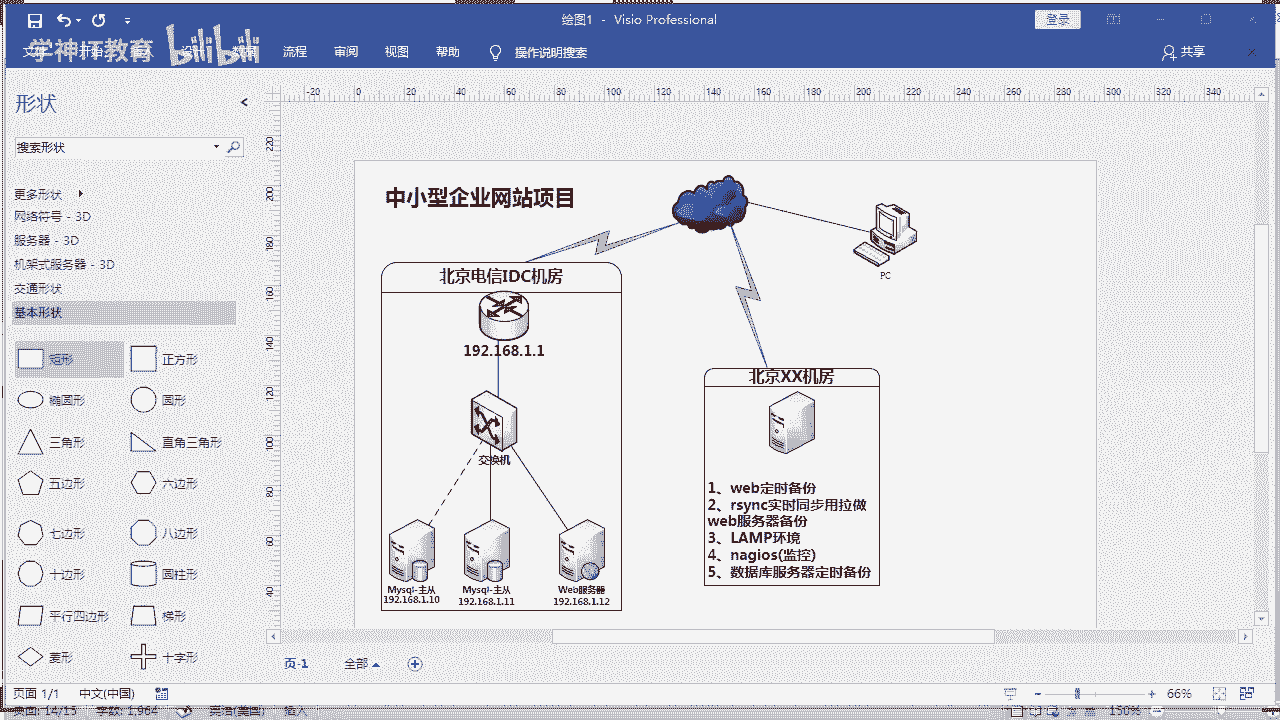 绘图1 - Visio Professional
登录
学神IT教育 bilibili
流程 审阅 视图 帮助 操作说明搜索 共享
形状
搜索形状
更多形状
网络符号 - 3D
服务器 - 3D
机架式服务器 - 3D
交通形状
基本形状
矩形 正方形
椭圆形 圆形
三角形 直角三角形
五边形 六边形
七边形 八边形
十边形 圆柱形
平行四边形 梯形
菱形 十字形
-20 0 20 40 60 80 100 120 140 160 180 200 220 240 260 280 300 320 340
220
200
180
160
140
120
100
80
60
40
中小型企业网站项目
PC
北京电信IDC机房
192.168.1.1
交换机
Mysql-主从
192.168.1.10
Mysql-主从
192.168.1.11
Web服务器
192.168.1.12
北京XX机房
1、web定时备份
2、rsync实时同步用拉做
web服务器备份
3、LAMP环境
4、nagios(监控)
5、数据库服务器定时备份
页-1 全部
页面 1/1 中文(中国) 66%
页面: 14/15 字数: 1,964 英语(美国) 插入 150%